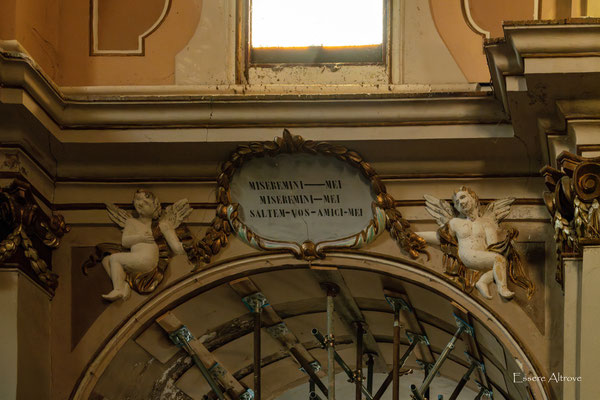 MISEREMINI—MEI
MISEREMINI—MEI
SALTEM-VOS-AMICI-MEI
Essere Altrove